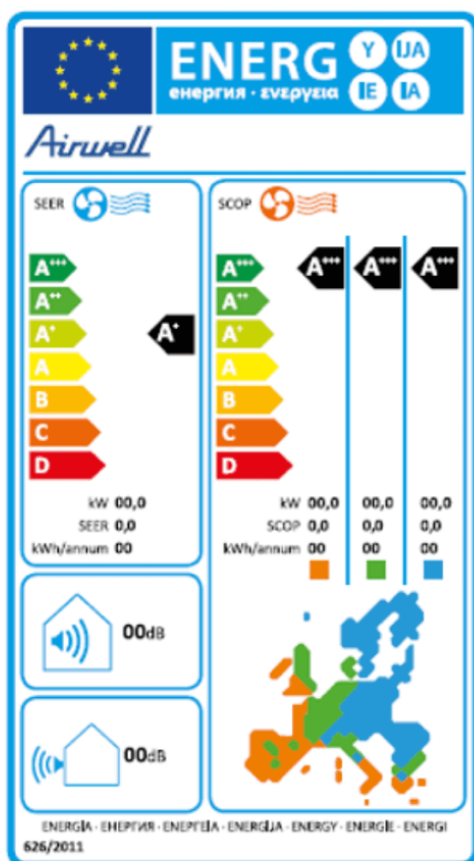 ENERG Y IJA
енергия · ενεργεια IE IA
Airwell
SEER
A+++
A++
A+
A
B
C
D
A+
kW 00,0
SEER 0,0
kWh/annum 00
SCOP
A+++
A++
A+
A
B
C
D
A+++ A+++ A+++
kW 00,0 00,0 00,0
SCOP 0,0 0,0 0,0
kWh/annum 00 00 00
00dB
00dB
ENERGIA · ЕНЕРГИЯ · ΕΝΕΡΓΕΙΑ · ENERGIJA · ENERGY · ENERGIE · ENERGI
626/2011